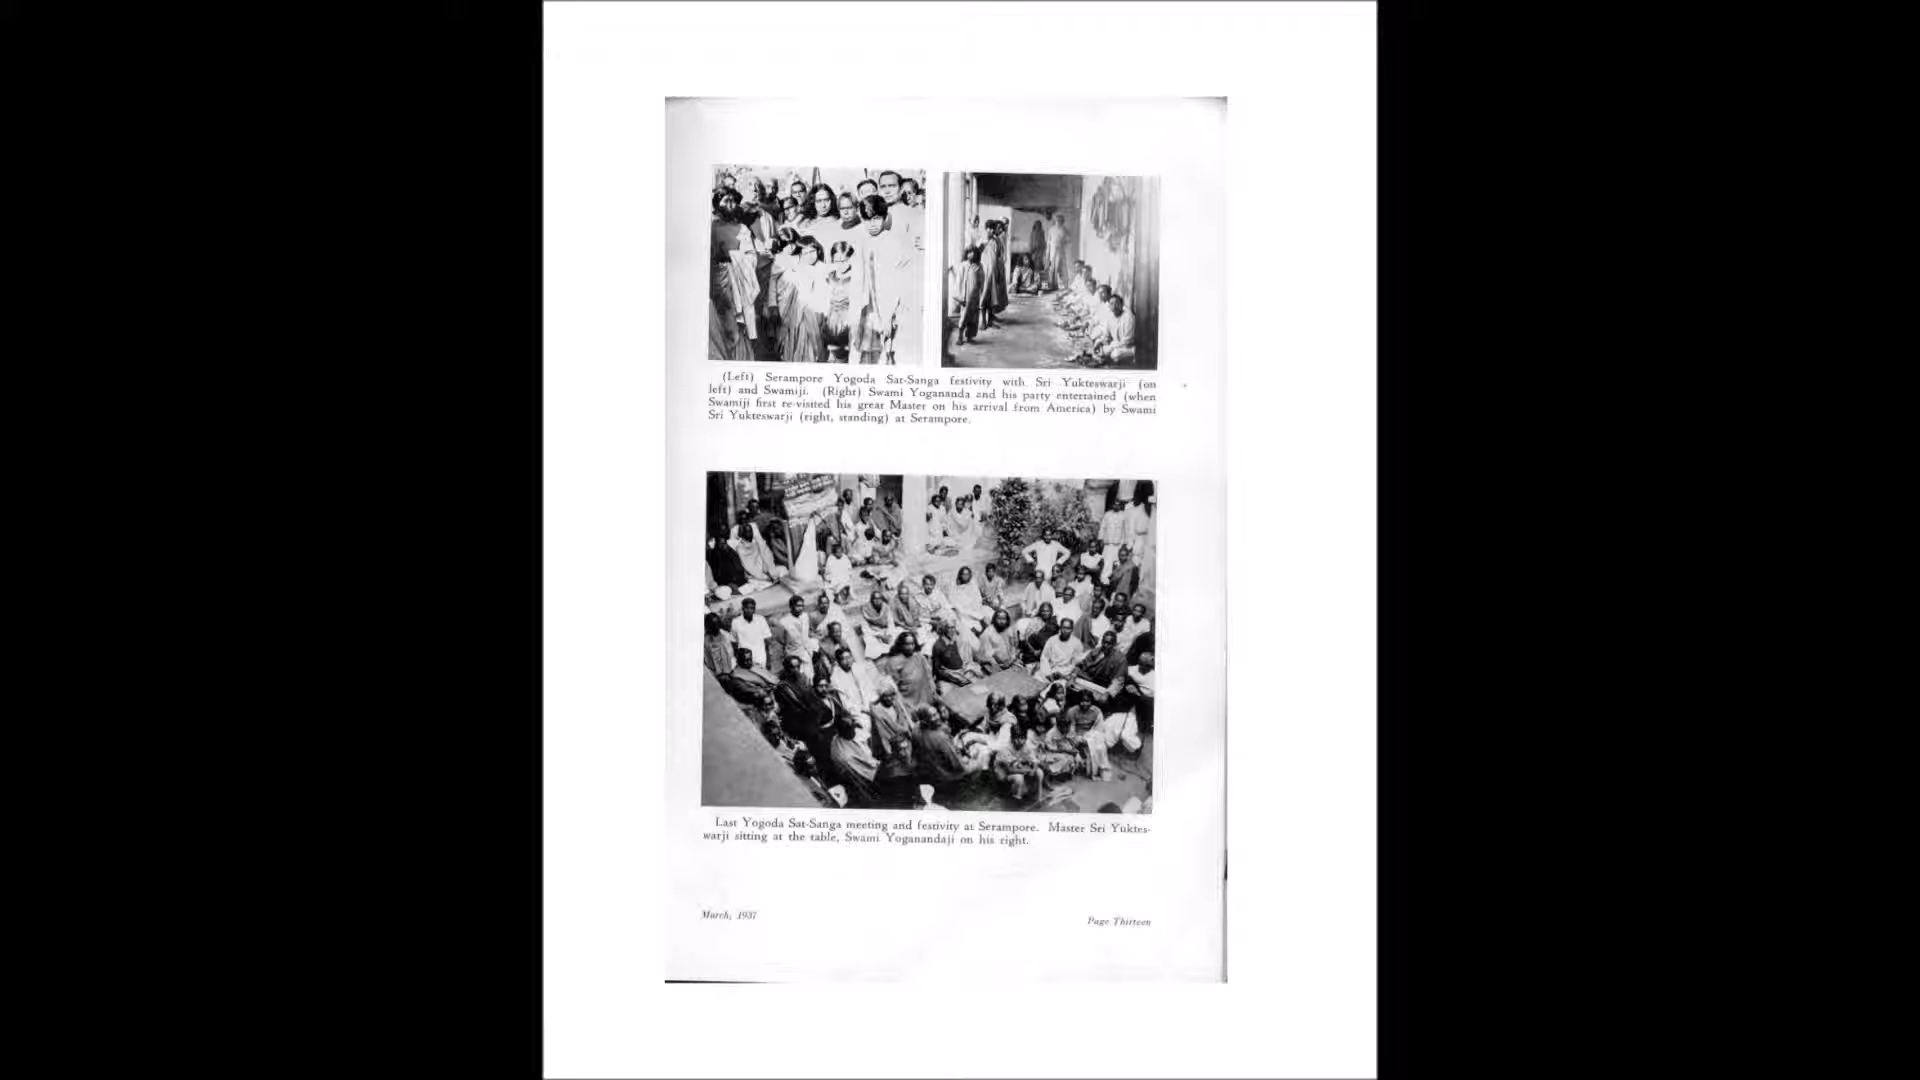 (Left) Serampore Yogoda Sat-Sanga festivity with Sri Yukteswarji (on
left) and Swamiji. (Right) Swami Yogananda and his party entertained (when
Swamiji first re-visited his great Master on his arrival from America) by Swami
Sri Yukteswarji (right, standing) at Serampore.
Last Yogoda Sat-Sanga meeting and festivity at Serampore. Master Sri Yuktes-
warji sitting at the table, Swami Yoganandaji on his right.
March, 1937
Page Thirteen